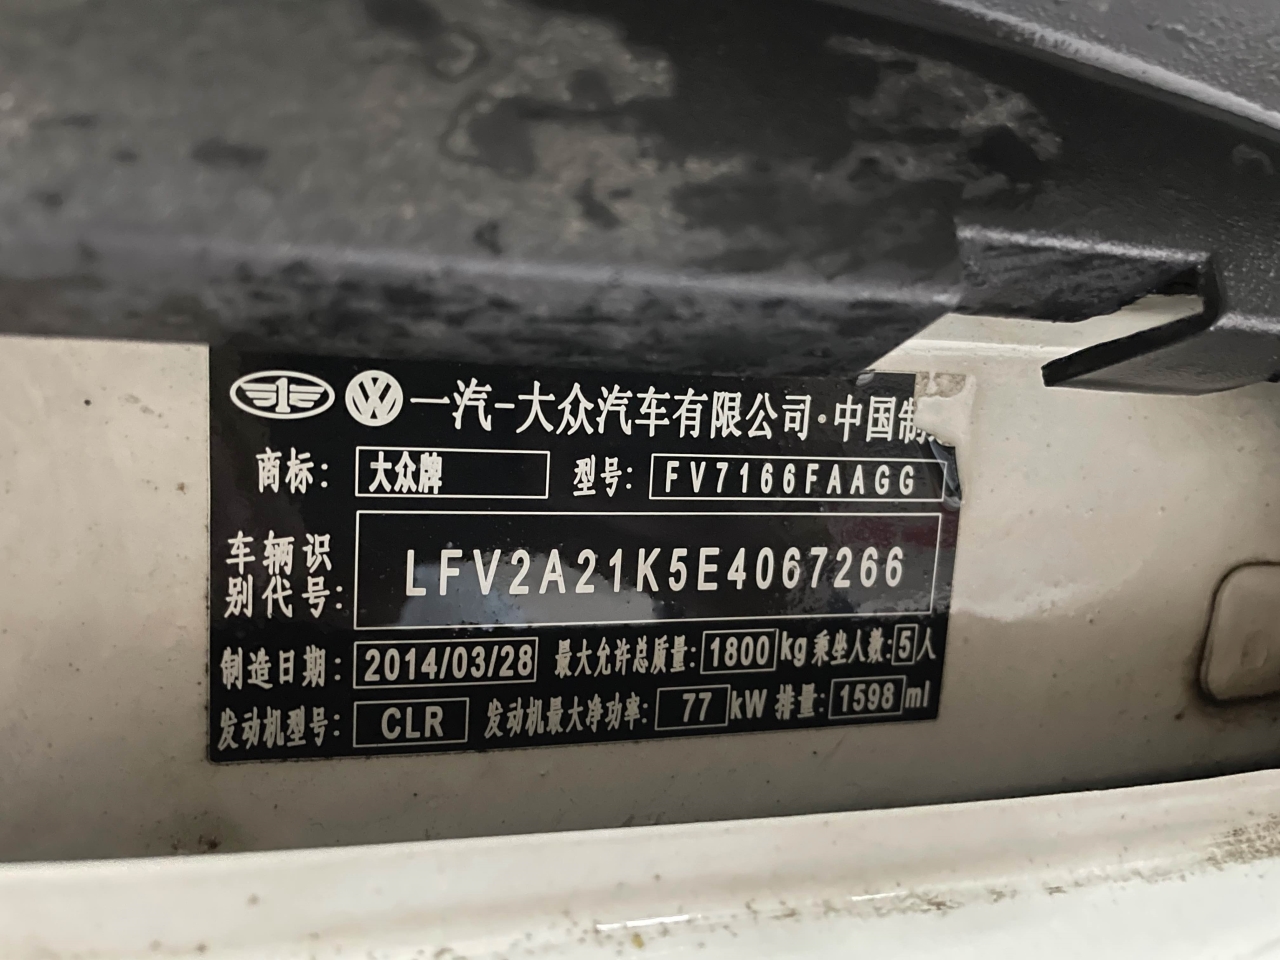 一汽-大众汽车有限公司·中国制
商标: 大众牌 型号: FV7166FAAGG
车辆识别代号: LFV2A21K5E4067266
制造日期: 2014/03/28 最大允许总质量: 1800 kg 乘坐人数: 5 人
发动机型号: CLR 发动机最大净功率: 77 kW 排量: 1598 ml